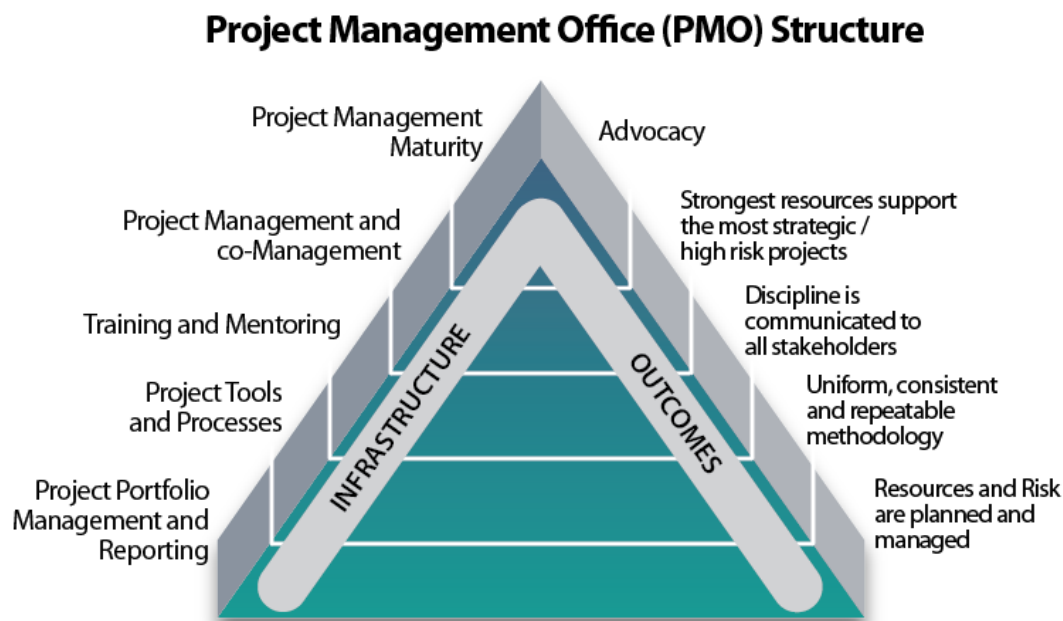 Project Management Office (PMO) Structure
Project Management
Maturity
Advocacy
Project Management and
co-Management
Strongest resources support
the most strategic /
high risk projects
Training and Mentoring
Discipline is
communicated to
all stakeholders
Project Tools
and Processes
Uniform, consistent
and repeatable
methodology
Project Portfolio
Management and
Reporting
Resources and Risk
are planned and
managed
INFRASTRUCTURE
OUTCOMES